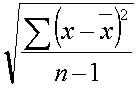 √(∑(x − x̄)² / (n − 1))